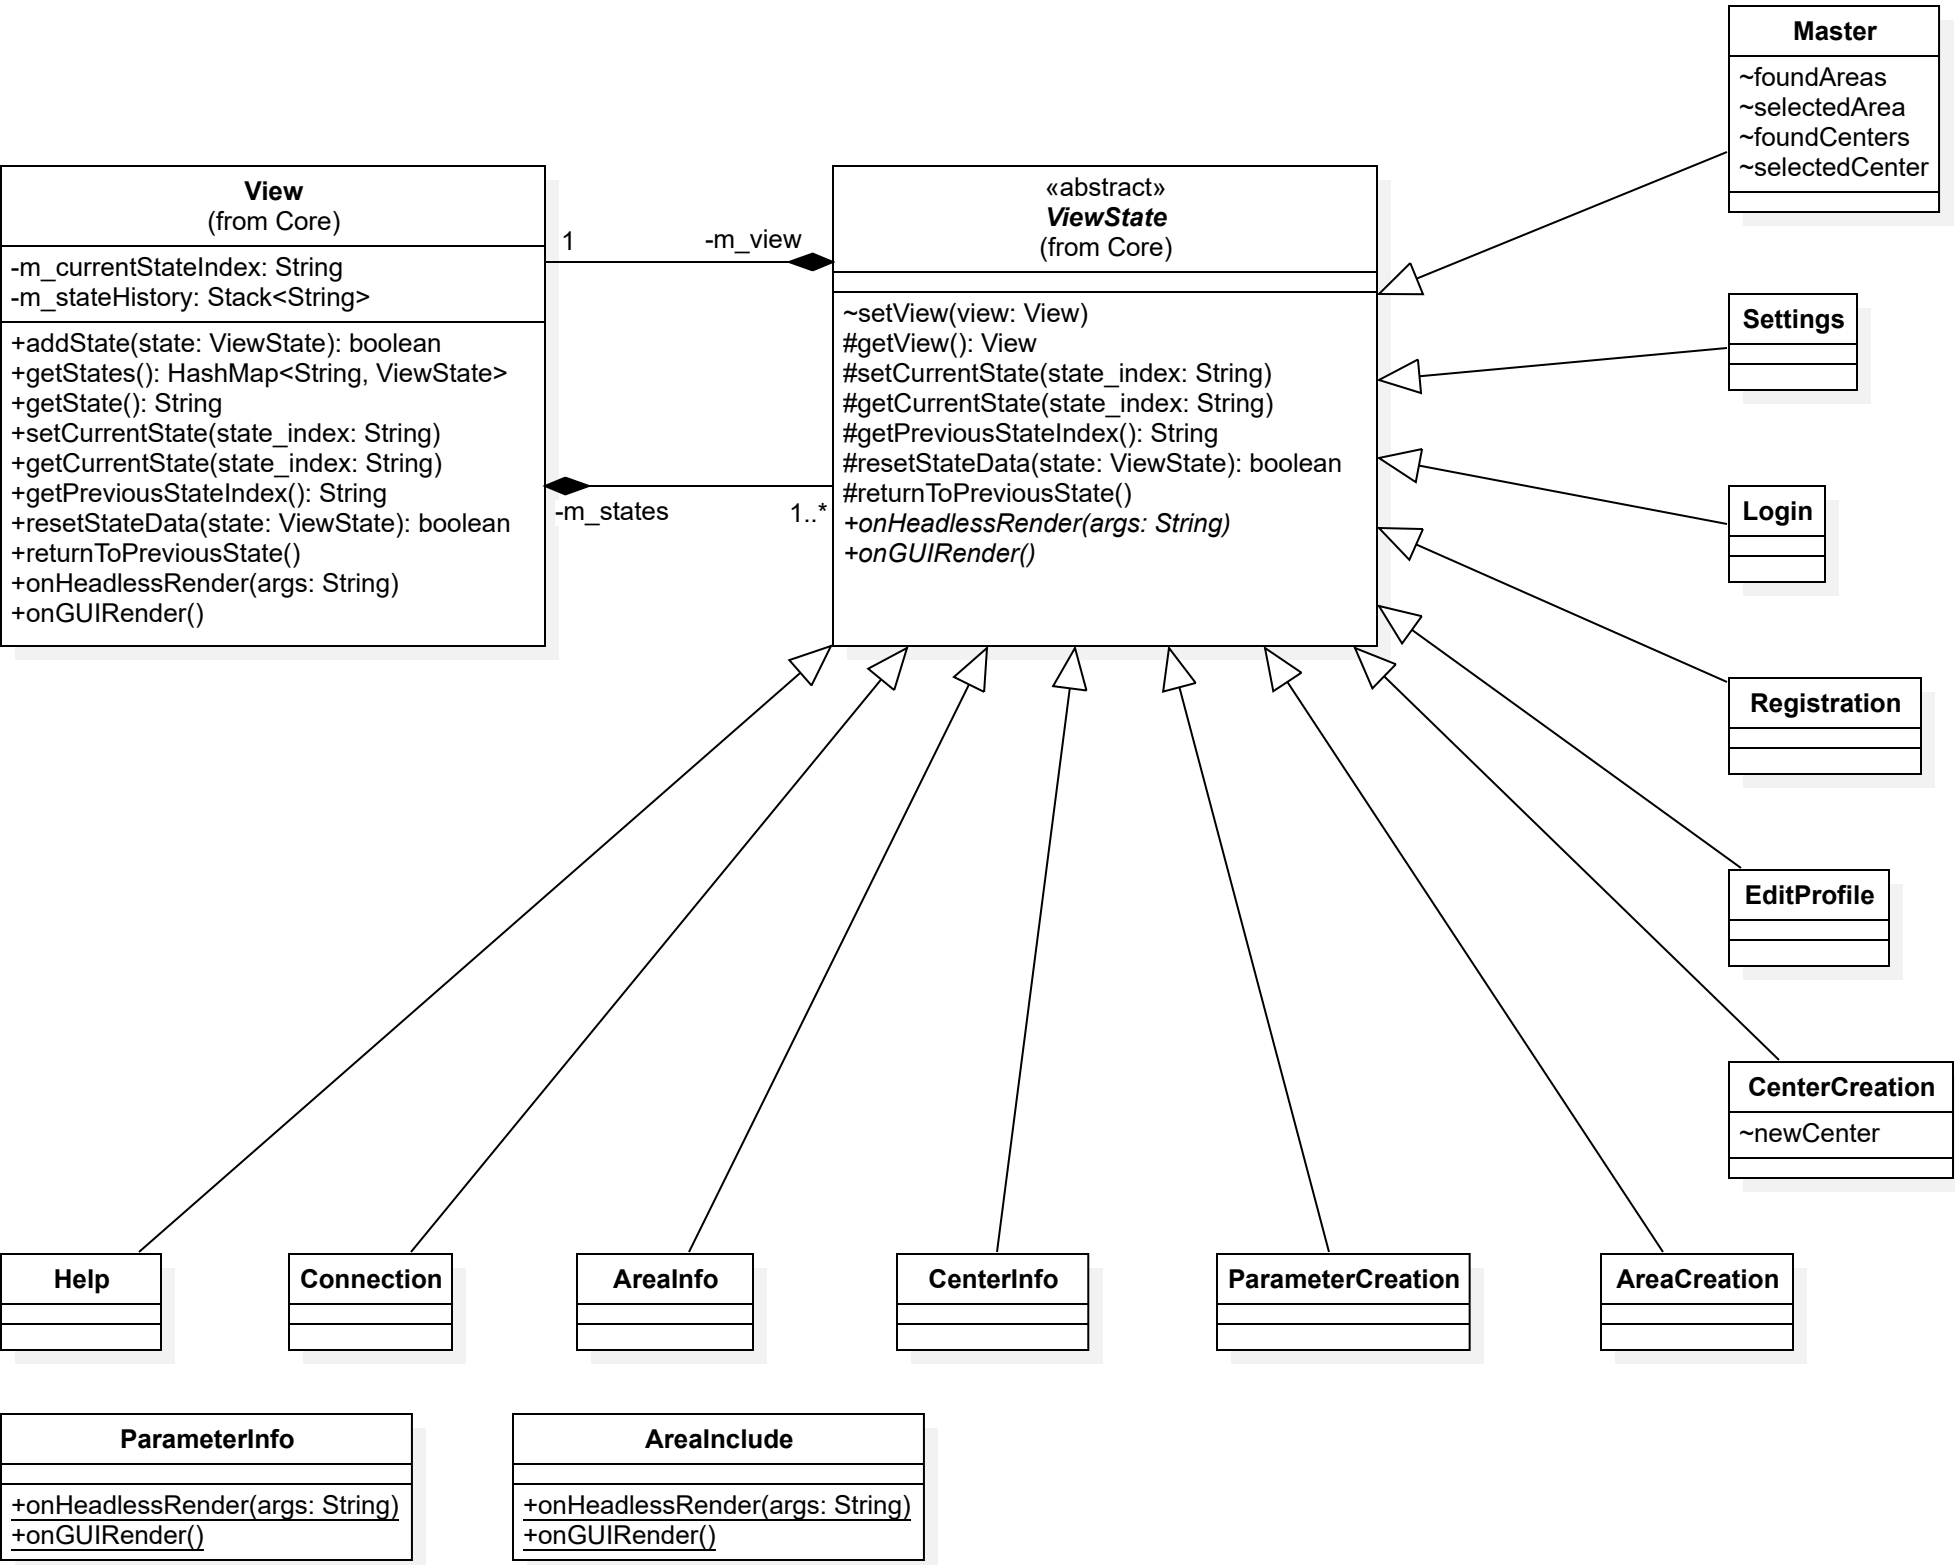 Master
~foundAreas
~selectedArea
~foundCenters
~selectedCenter
View
(from Core)
-m_currentStateIndex: String
-m_stateHistory: Stack<String>
+addState(state: ViewState): boolean
+getStates(): HashMap<String, ViewState>
+getState(): String
+setCurrentState(state_index: String)
+getCurrentState(state_index: String)
+getPreviousStateIndex(): String
+resetStateData(state: ViewState): boolean
+returnToPreviousState()
+onHeadlessRender(args: String)
+onGUIRender()
1
-m_view
-m_states
1..*
«abstract»
ViewState
(from Core)
~setView(view: View)
#getView(): View
#setCurrentState(state_index: String)
#getCurrentState(state_index: String)
#getPreviousStateIndex(): String
#resetStateData(state: ViewState): boolean
#returnToPreviousState()
+onHeadlessRender(args: String)
+onGUIRender()
Settings
Login
Registration
EditProfile
CenterCreation
~newCenter
Help
Connection
AreaInfo
CenterInfo
ParameterCreation
AreaCreation
ParameterInfo
+onHeadlessRender(args: String)
+onGUIRender()
AreaInclude
+onHeadlessRender(args: String)
+onGUIRender()